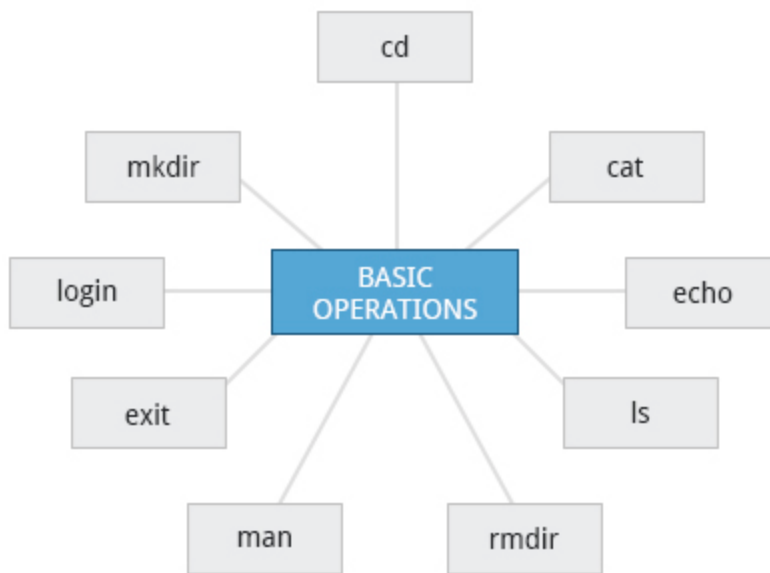 cd
mkdir
cat
login
BASIC
OPERATIONS
echo
exit
ls
man
rmdir